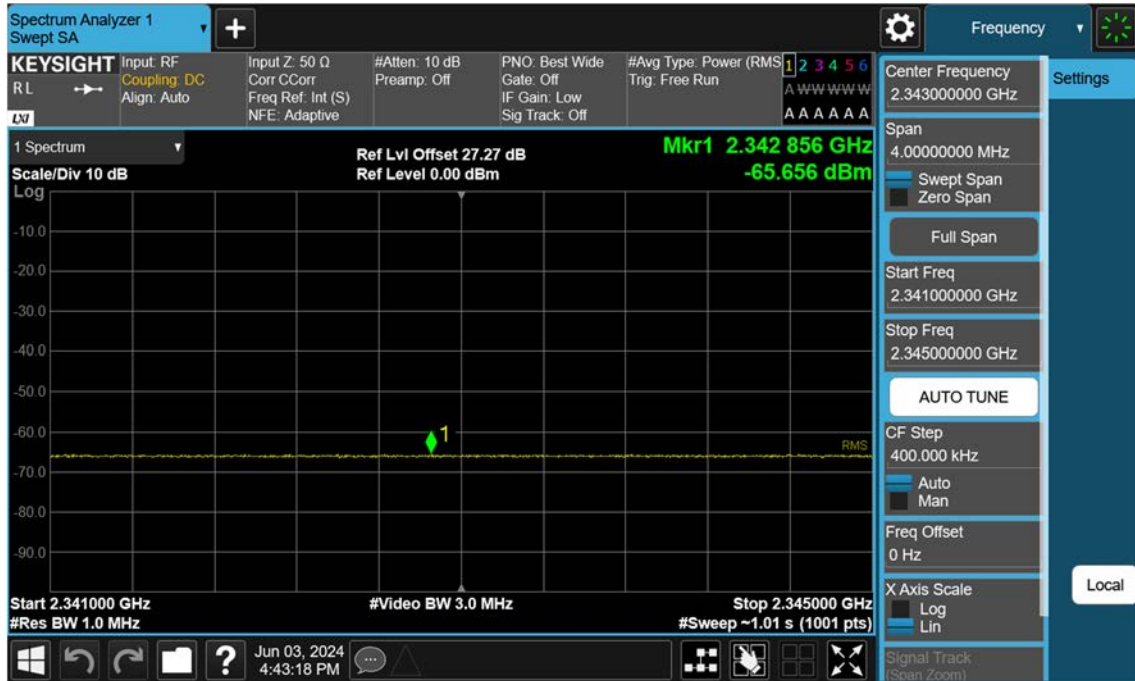 Spectrum Analyzer 1
Swept SA
+
Frequency
KEYSIGHT
R L
LXI
Input: RF
Coupling: DC
Align: Auto
Input Z: 50 Ω
Corr CCorr
Freq Ref: Int (S)
NFE: Adaptive
#Atten: 10 dB
Preamp: Off
PNO: Best Wide
Gate: Off
IF Gain: Low
Sig Track: Off
#Avg Type: Power (RMS
Trig: Free Run
1 2 3 4 5 6
A W W W W W
A A A A A A
1 Spectrum
Scale/Div 10 dB
Ref Lvl Offset 27.27 dB
Ref Level 0.00 dBm
Mkr1 2.342 856 GHz
-65.656 dBm
Log
-10.0
-20.0
-30.0
-40.0
-50.0
-60.0
-70.0
-80.0
-90.0
1
RMS
Start 2.341000 GHz
#Res BW 1.0 MHz
#Video BW 3.0 MHz
Stop 2.345000 GHz
#Sweep ~1.01 s (1001 pts)
Center Frequency
2.343000000 GHz
Span
4.00000000 MHz
Swept Span
Zero Span
Full Span
Start Freq
2.341000000 GHz
Stop Freq
2.345000000 GHz
AUTO TUNE
CF Step
400.000 kHz
Auto
Man
Freq Offset
0 Hz
X Axis Scale
Log
Lin
Signal Track
(Span Zoom)
Settings
Local
?
Jun 03, 2024
4:43:18 PM